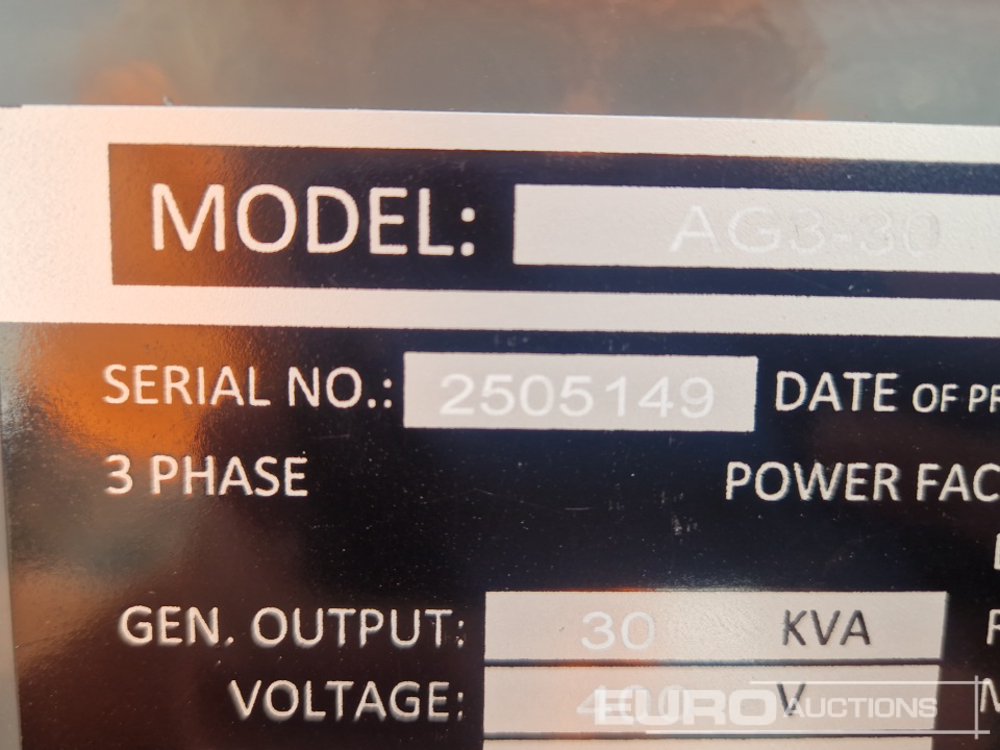 MODEL: AG3-30
SERIAL NO.: 2505149 DATE OF PR
3 PHASE POWER FAC
GEN. OUTPUT: 30 KVA
VOLTAGE: 400 V
EURO AUCTIONS